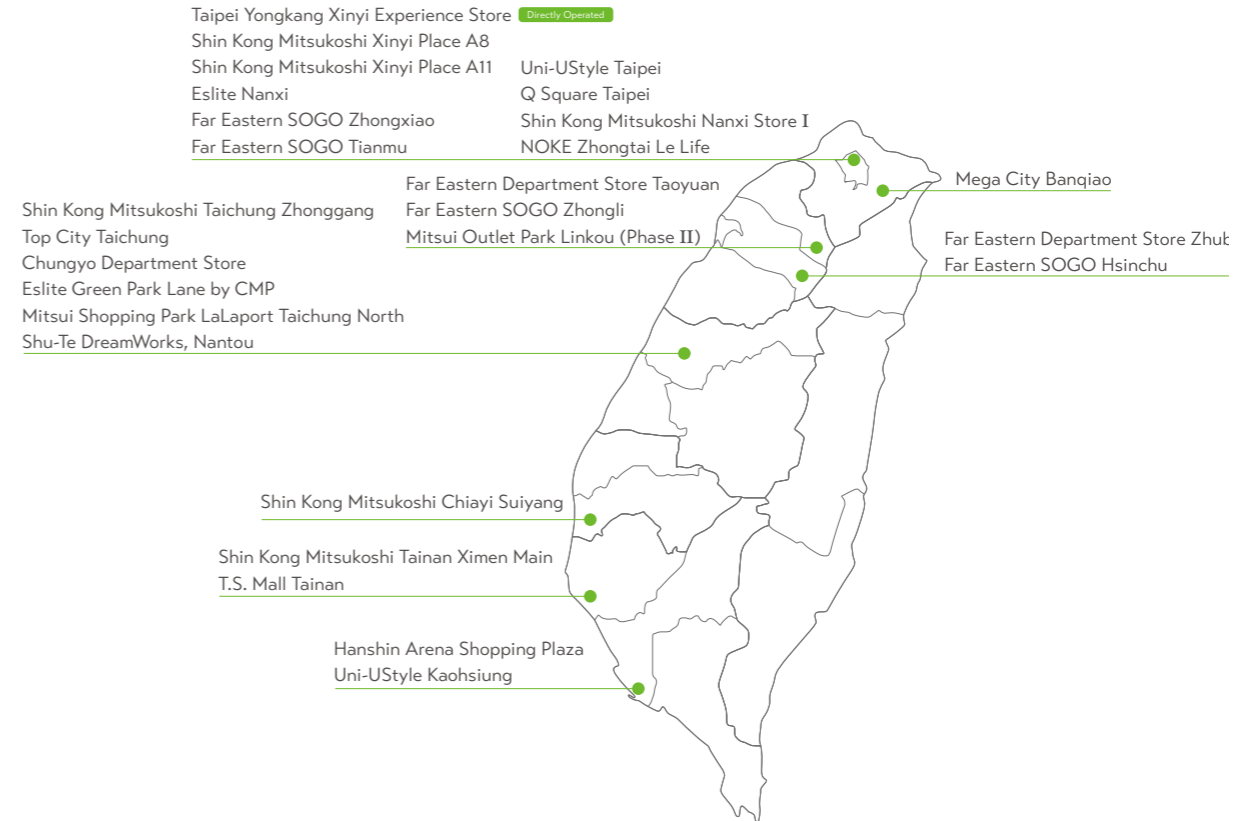 Taipei Yongkang Xinyi Experience Store Directly Operated
Shin Kong Mitsukoshi Xinyi Place A8
Shin Kong Mitsukoshi Xinyi Place A11
Eslite Nanxi
Far Eastern SOGO Zhongxiao
Far Eastern SOGO Tianmu
Uni-UStyle Taipei
Q Square Taipei
Shin Kong Mitsukoshi Nanxi Store I
NOKE Zhongtai Le Life
Mega City Banqiao
Far Eastern Department Store Taoyuan
Far Eastern SOGO Zhongli
Mitsui Outlet Park Linkou (Phase II)
Far Eastern Department Store
Far Eastern SOGO Hsinchu
Shin Kong Mitsukoshi Taichung Zhonggang
Top City Taichung
Chungyo Department Store
Eslite Green Park Lane by CMP
Mitsui Shopping Park LaLaport Taichung North
Shu-Te DreamWorks, Nantou
Shin Kong Mitsukoshi Chiayi Suiyang
Shin Kong Mitsukoshi Tainan Ximen Main
T.S. Mall Tainan
Hanshin Arena Shopping Plaza
Uni-UStyle Kaohsiung